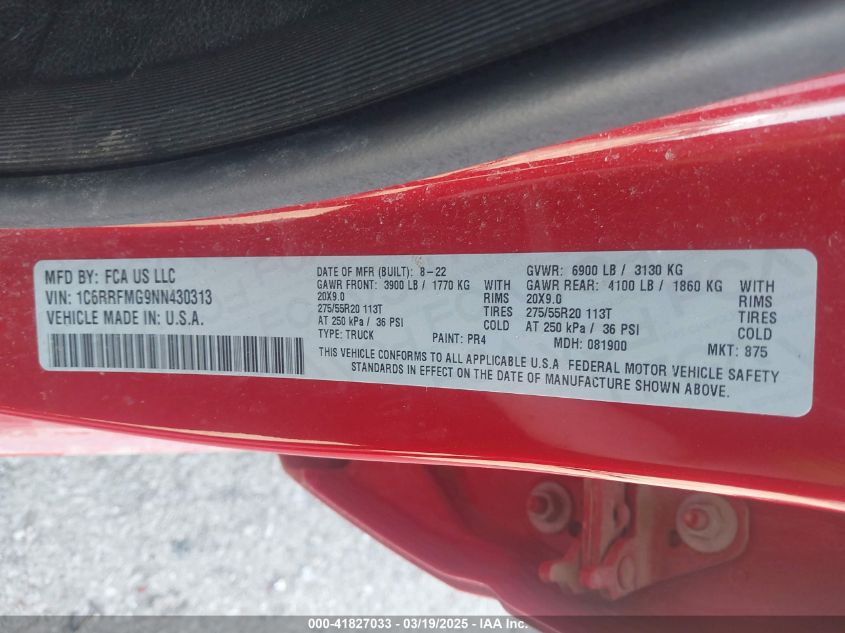 MFD BY: FCA US LLC
VIN: 1C6RRFMG9NN430313
VEHICLE MADE IN: U.S.A.
DATE OF MFR (BUILT): 8-22
GVWR: 6900 LB / 3130 KG
GAWR FRONT: 3900 LB / 1770 KG WITH
GAWR REAR: 4100 LB / 1860 KG WITH
20X9.0 RIMS
20X9.0 RIMS
275/55R20 113T TIRES
275/55R20 113T TIRES
AT 250 kPa / 36 PSI COLD
AT 250 kPa / 36 PSI COLD
TYPE: TRUCK PAINT: PR4 MDH: 081900 MKT: 875
THIS VEHICLE CONFORMS TO ALL APPLICABLE U.S.A FEDERAL MOTOR VEHICLE SAFETY
STANDARDS IN EFFECT ON THE DATE OF MANUFACTURE SHOWN ABOVE.
000-41827033 - 03/19/2025 - IAA Inc.